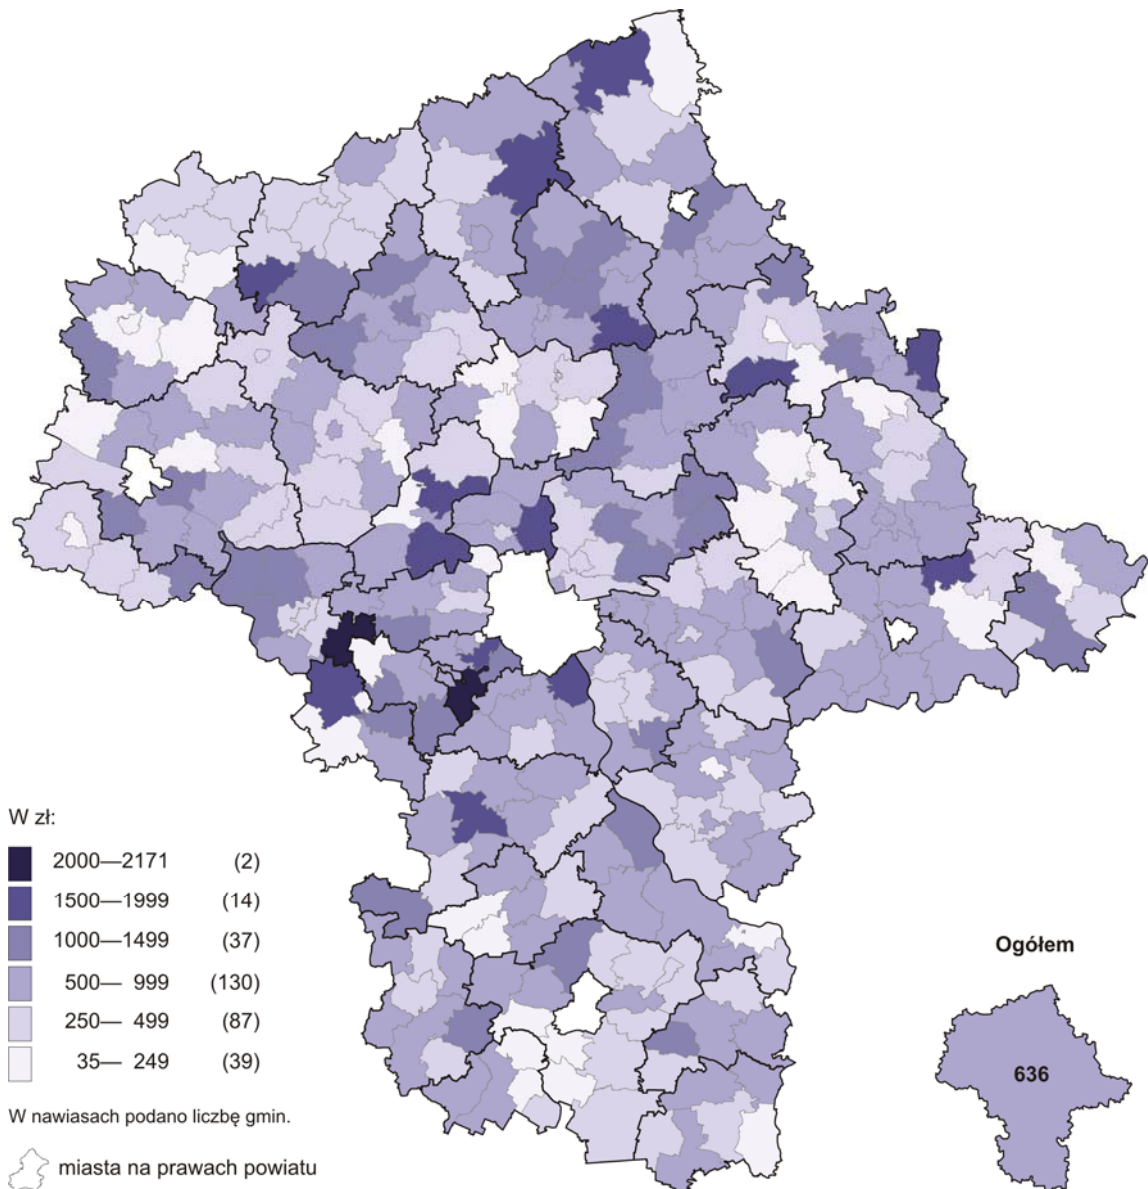 W zł:
2000—2171 (2)
1500—1999 (14)
1000—1499 (37)
500— 999 (130)
250— 499 (87)
35— 249 (39)
W nawiasach podano liczbę gmin.
miasta na prawach powiatu
Ogółem
636